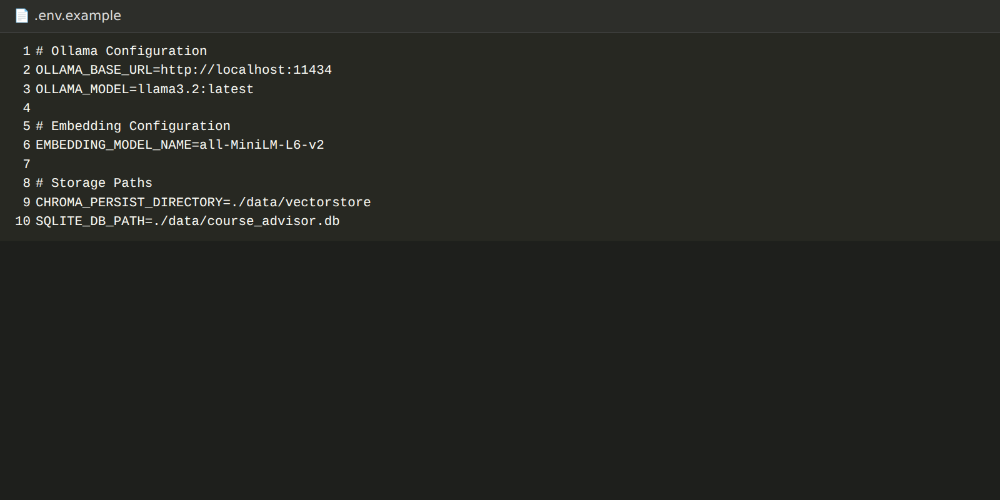 .env.example
1 # Ollama Configuration
2 OLLAMA_BASE_URL=http://localhost:11434
3 OLLAMA_MODEL=llama3.2:latest
4
5 # Embedding Configuration
6 EMBEDDING_MODEL_NAME=all-MiniLM-L6-v2
7
8 # Storage Paths
9 CHROMA_PERSIST_DIRECTORY=./data/vectorstore
10 SQLITE_DB_PATH=./data/course_advisor.db